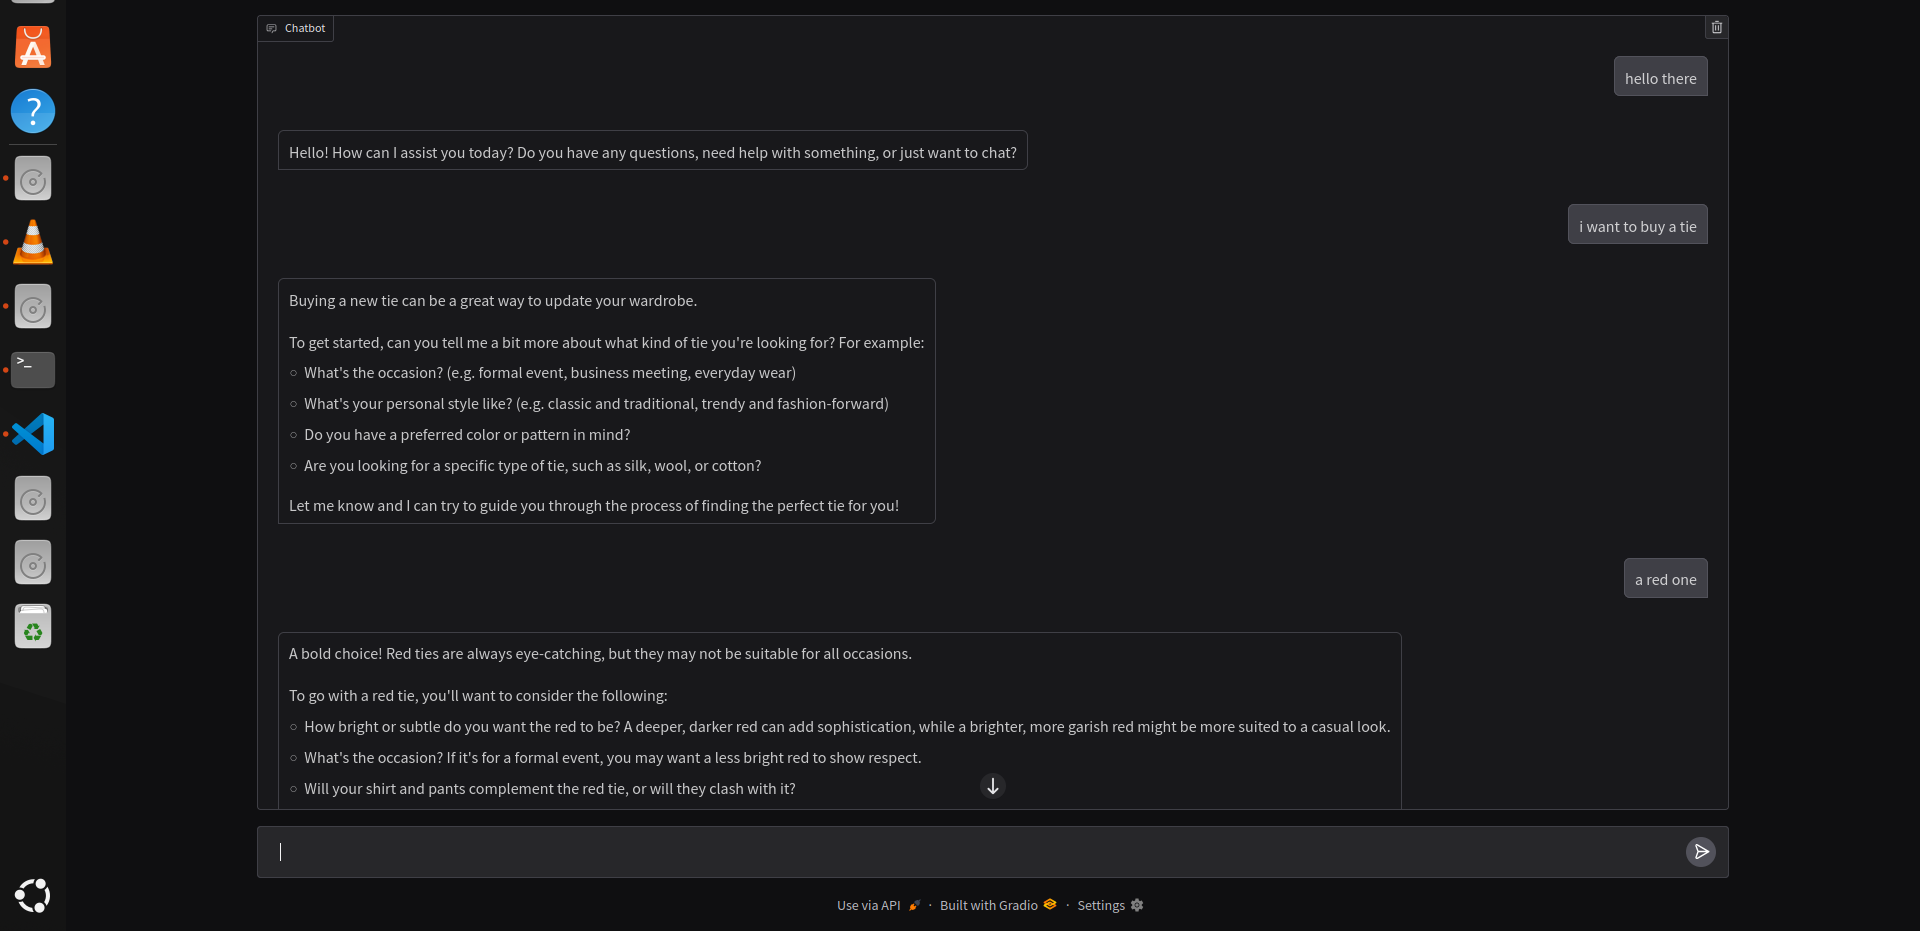 Chatbot
hello there
Hello! How can I assist you today? Do you have any questions, need help with something, or just want to chat?
i want to buy a tie
Buying a new tie can be a great way to update your wardrobe.
To get started, can you tell me a bit more about what kind of tie you're looking for? For example:
○ What's the occasion? (e.g. formal event, business meeting, everyday wear)
○ What's your personal style like? (e.g. classic and traditional, trendy and fashion-forward)
○ Do you have a preferred color or pattern in mind?
○ Are you looking for a specific type of tie, such as silk, wool, or cotton?
Let me know and I can try to guide you through the process of finding the perfect tie for you!
a red one
A bold choice! Red ties are always eye-catching, but they may not be suitable for all occasions.
To go with a red tie, you'll want to consider the following:
○ How bright or subtle do you want the red to be? A deeper, darker red can add sophistication, while a brighter, more garish red might be more suited to a casual look.
○ What's the occasion? If it's for a formal event, you may want a less bright red to show respect.
○ Will your shirt and pants complement the red tie, or will they clash with it?
Use via API · Built with Gradio · Settings